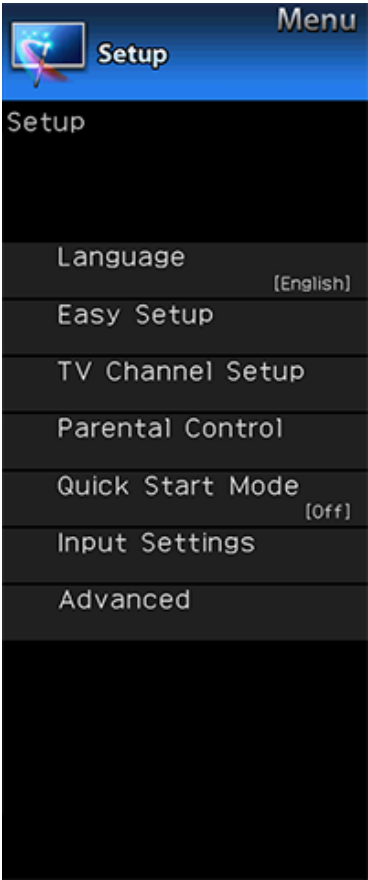 Menu
Setup
Setup
Language
[English]
Easy Setup
TV Channel Setup
Parental Control
Quick Start Mode
[Off]
Input Settings
Advanced